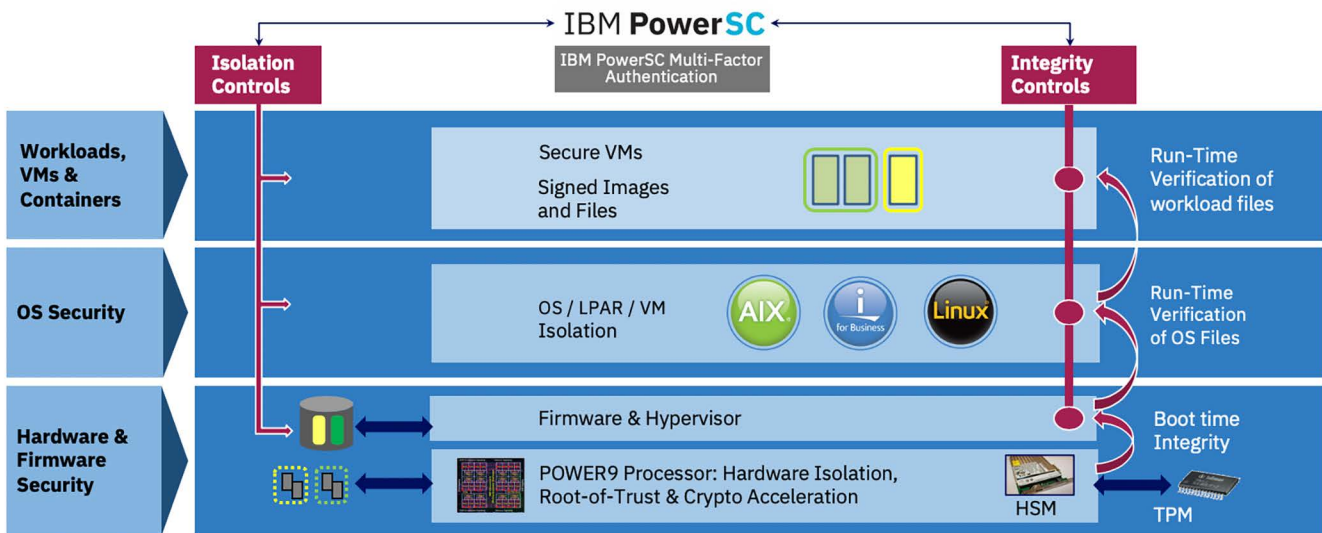 IBM PowerSC
IBM PowerSC Multi-Factor
Authentication
Isolation
Controls
Integrity
Controls
Workloads,
VMs &
Containers
Secure VMs
Signed Images
and Files
Run-Time
Verification of
workload files
OS Security
OS / LPAR / VM
Isolation
AIX
i
for Business
Linux
Run-Time
Verification
of OS Files
Hardware &
Firmware
Security
Firmware & Hypervisor
Boot time
Integrity
POWER9 Processor: Hardware Isolation,
Root-of-Trust & Crypto Acceleration
HSM
TPM